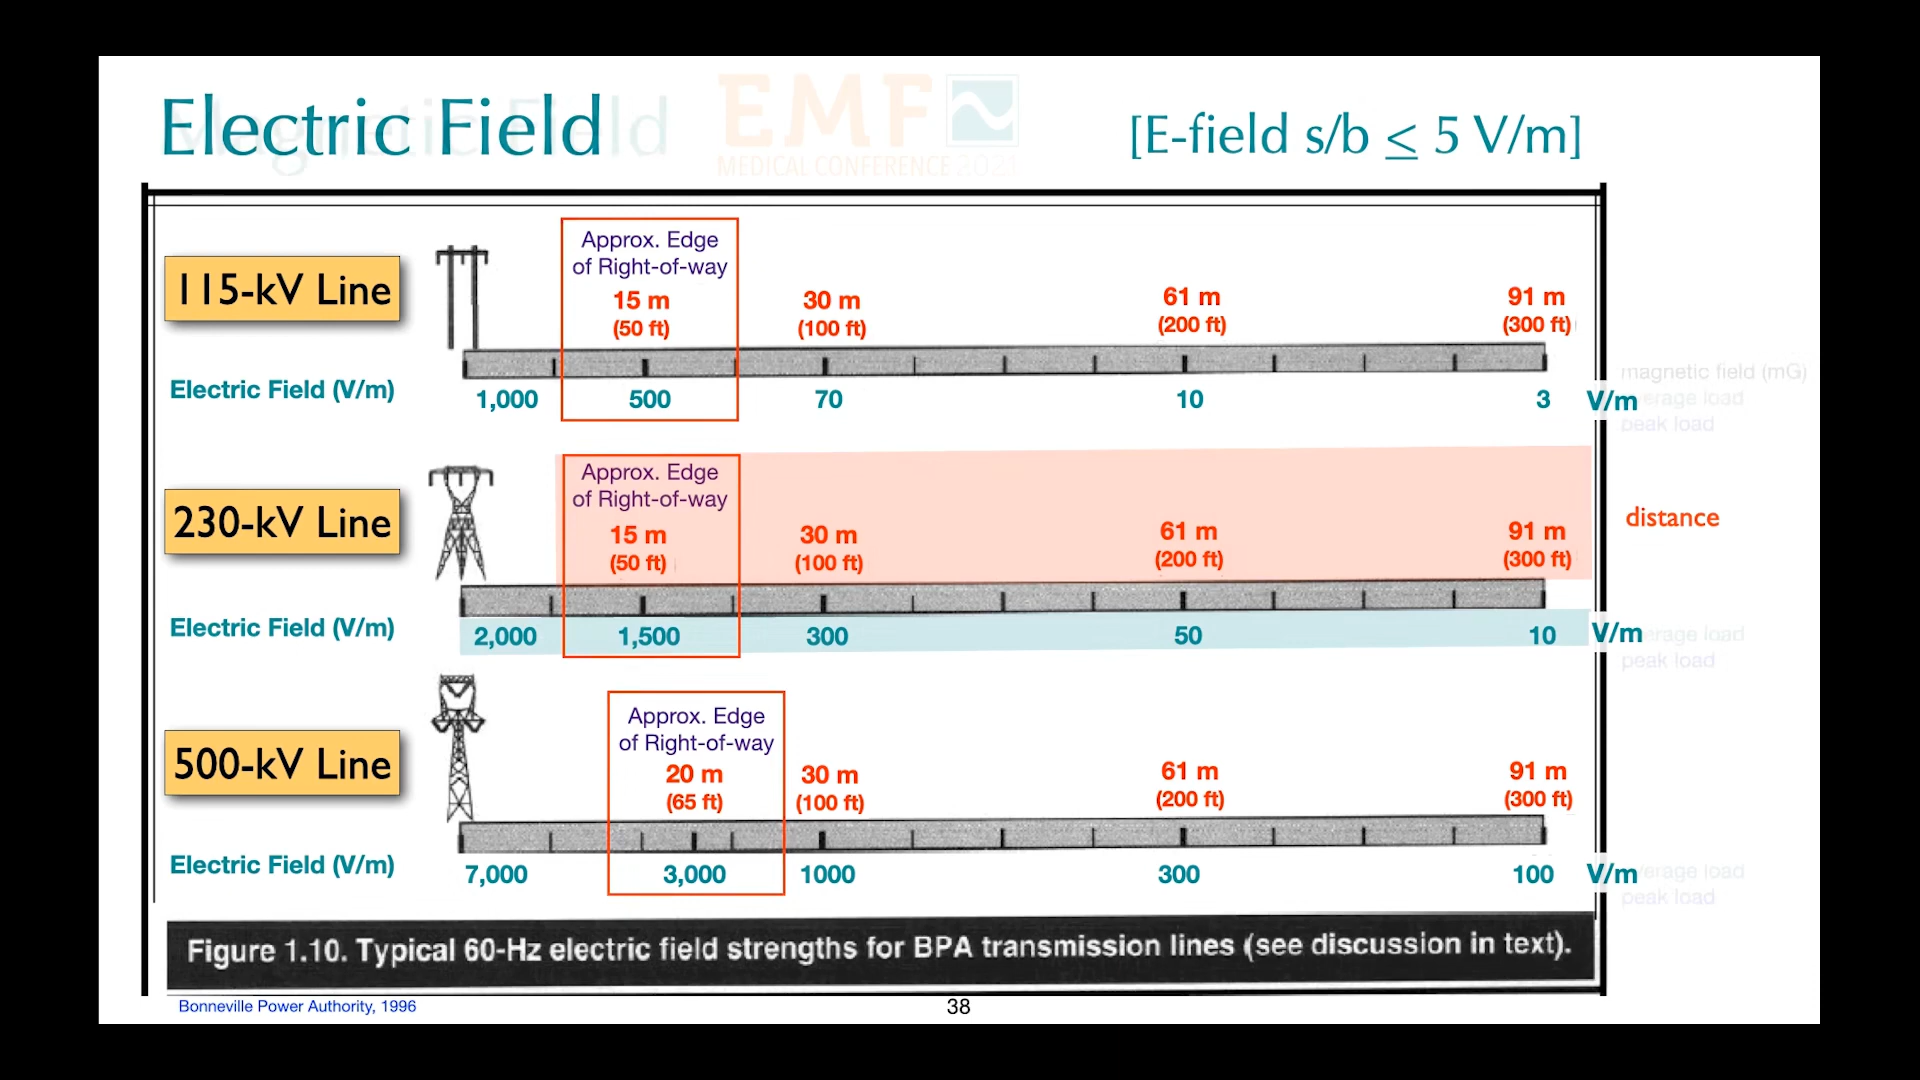 Electric Field
Magnetic Field
EMF
MEDICAL CONFERENCE 2021
[E-field s/b ≤ 5 V/m]
115-kV Line
Approx. Edge
of Right-of-way
15 m
(50 ft)
30 m
(100 ft)
61 m
(200 ft)
91 m
(300 ft)
Electric Field (V/m)
1,000
500
70
10
3
V/m
magnetic field (mG)
average load
peak load
230-kV Line
Approx. Edge
of Right-of-way
15 m
(50 ft)
30 m
(100 ft)
61 m
(200 ft)
91 m
(300 ft)
distance
Electric Field (V/m)
2,000
1,500
300
50
10
V/m
average load
peak load
500-kV Line
Approx. Edge
of Right-of-way
20 m
(65 ft)
30 m
(100 ft)
61 m
(200 ft)
91 m
(300 ft)
Electric Field (V/m)
7,000
3,000
1000
300
100
V/m
average load
peak load
Figure 1.10. Typical 60-Hz electric field strengths for BPA transmission lines (see discussion in text).
Bonneville Power Authority, 1996
38